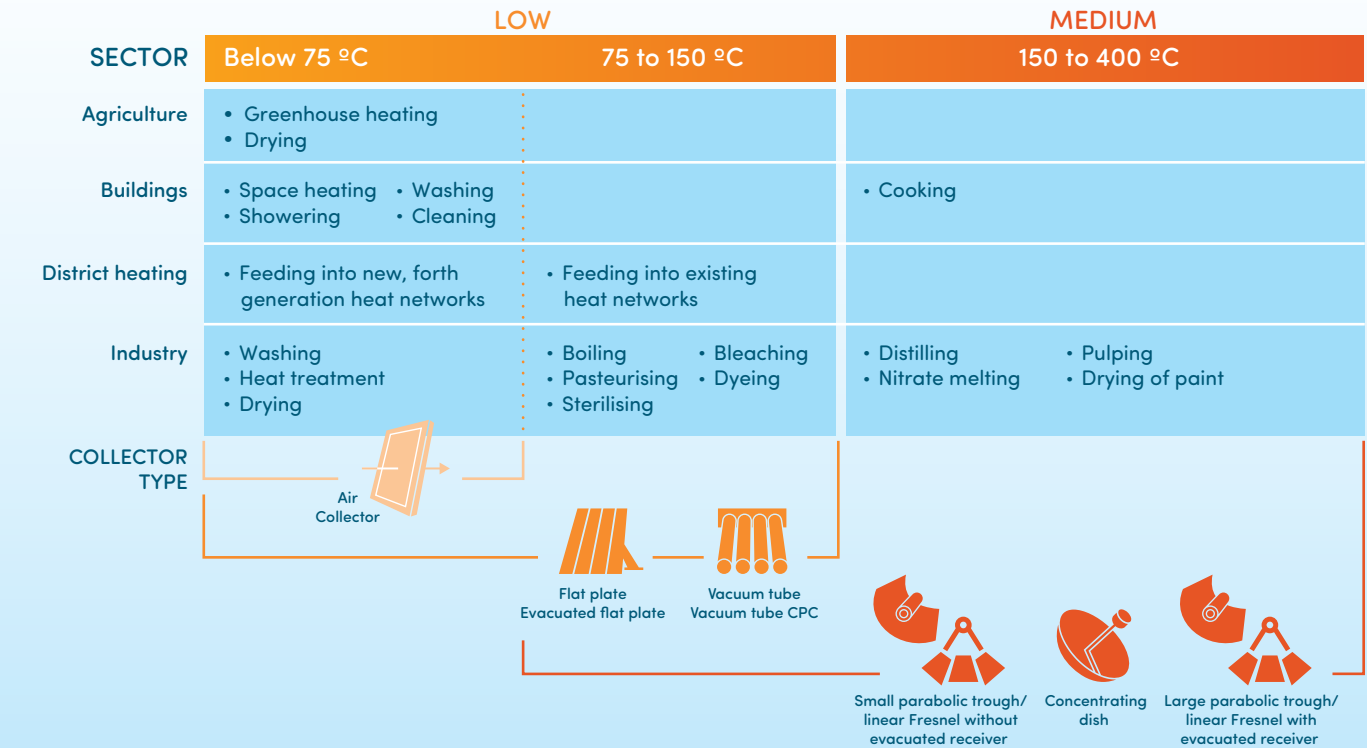 LOW
MEDIUM
SECTOR
Below 75 ºC
75 to 150 ºC
150 to 400 ºC
Agriculture
• Greenhouse heating
• Drying
Buildings
• Space heating
• Showering
• Washing
• Cleaning
• Cooking
District heating
• Feeding into new, forth
generation heat networks
• Feeding into existing
heat networks
Industry
• Washing
• Heat treatment
• Drying
• Boiling
• Pasteurising
• Sterilising
• Bleaching
• Dyeing
• Distilling
• Nitrate melting
• Pulping
• Drying of paint
COLLECTOR
TYPE
Air
Collector
Flat plate
Evacuated flat plate
Vacuum tube
Vacuum tube CPC
Small parabolic trough/
linear Fresnel without
evacuated receiver
Concentrating
dish
Large parabolic trough/
linear Fresnel with
evacuated receiver